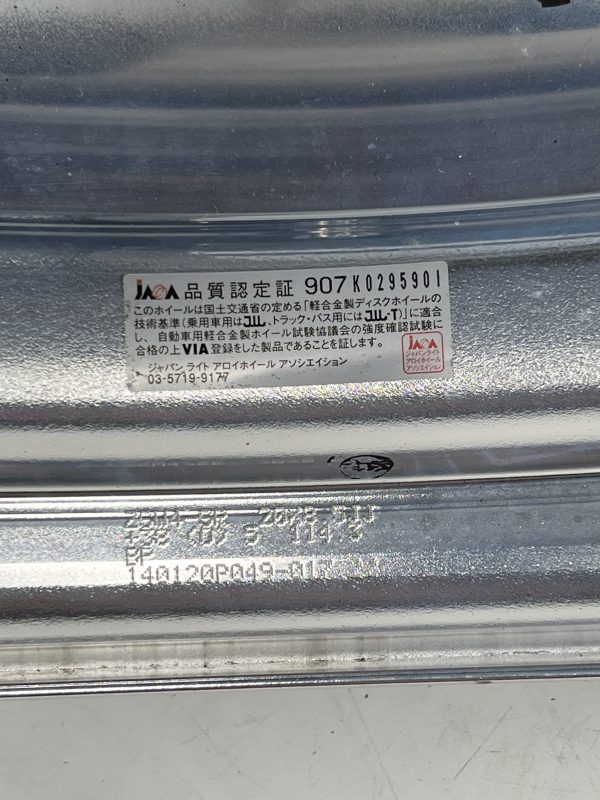 JAWA 品質認定証 907 K0295901
このホイールは国土交通省の定める「軽合金製ディスクホイールの
技術基準(乗用車用はJWL、トラック・バス用にはJWL-T)」に適合
し、自動車用軽合金製ホイール試験協議会の強度確認試験に
合格の上VIA登録をした製品であることを証します。
ジャパン ライト アロイホイール アソシエイション
03-5719-9177
JAWA
ジャパンライト
アロイホイール
アソシエイション
5 114.3
140120P049-017